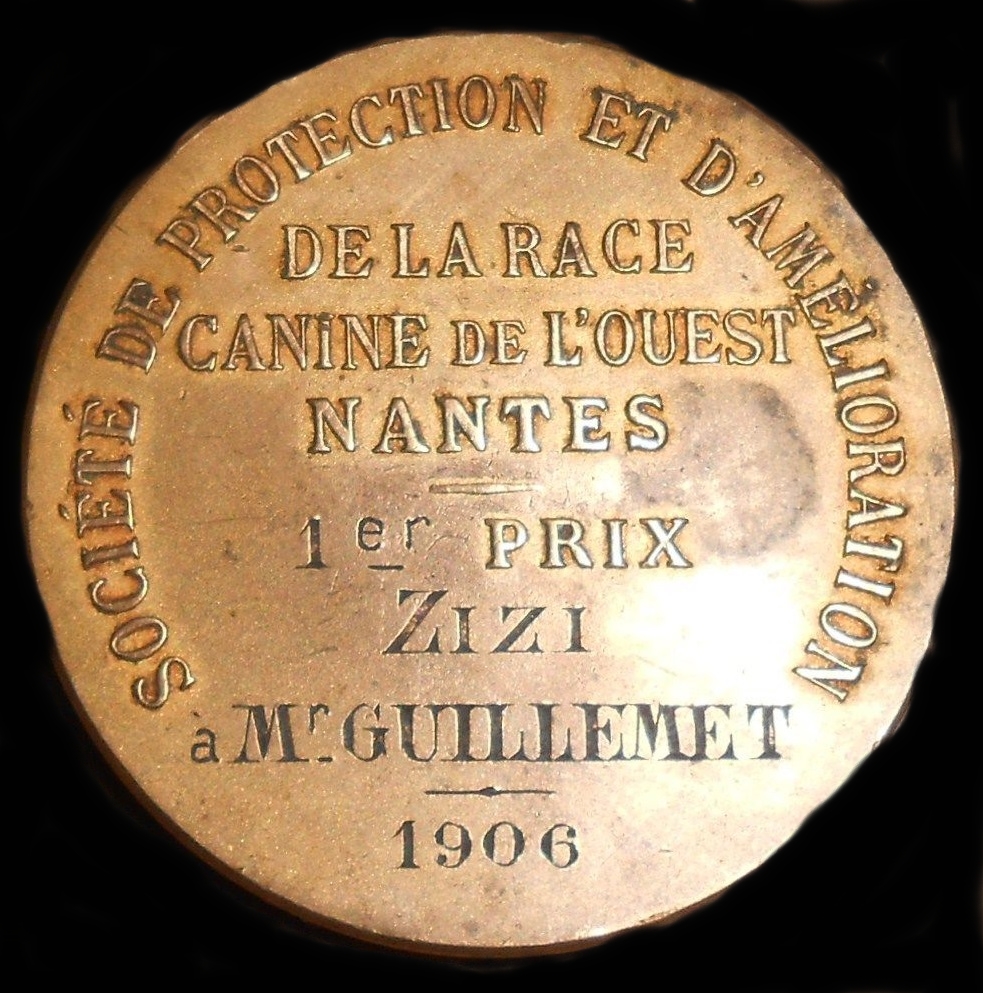 SOCIÉTÉ DE PROTECTION ET D'AMÉLIORATION
DE LA RACE
CANINE DE L'OUEST
NANTES
1er PRIX
ZIZI
à Mr. GUILLEMET
1906